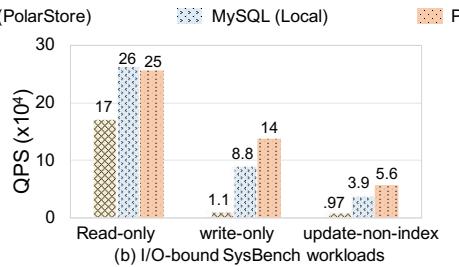 (PolarStore) MySQL (Local) P
QPS (x10⁴)
30
20
10
0
17 26 25
1.1 8.8 14
.97 3.9 5.6
Read-only write-only update-non-index
(b) I/O-bound SysBench workloads